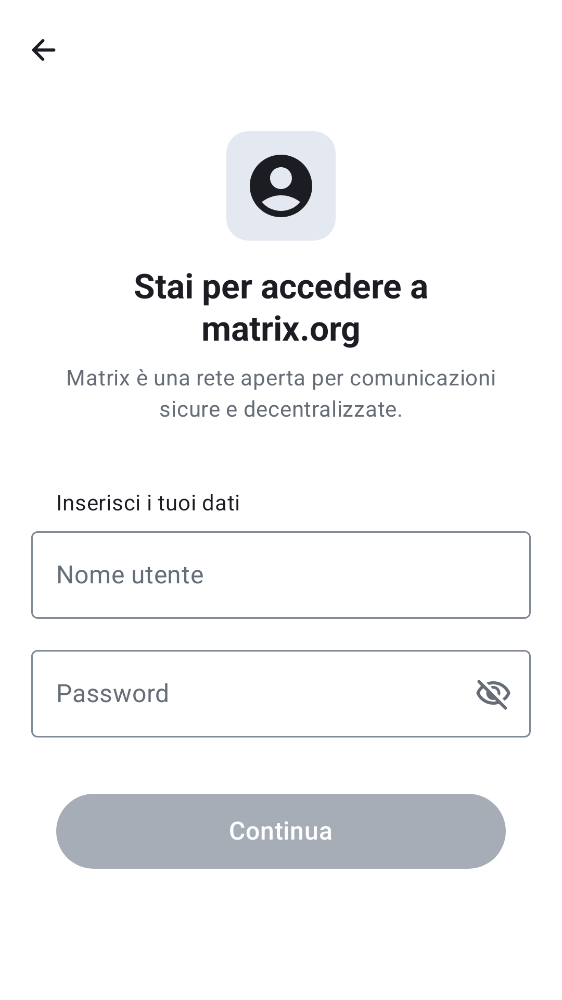 Stai per accedere a
matrix.org
Matrix è una rete aperta per comunicazioni
sicure e decentralizzate.
Inserisci i tuoi dati
Nome utente
Password
Continua